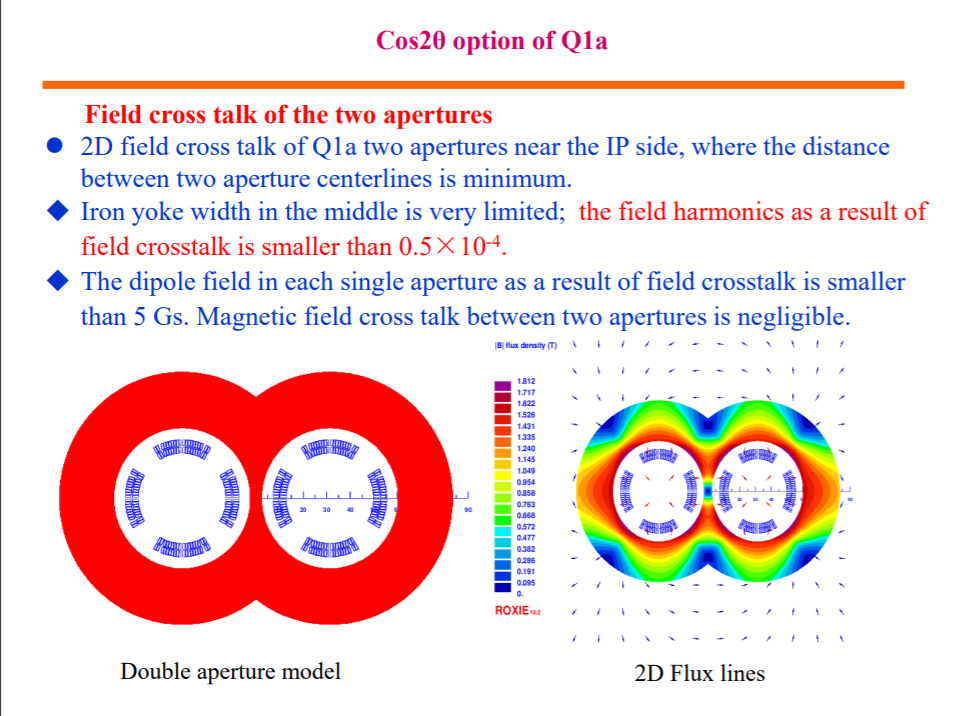 Cos2θ option of Q1a
Field cross talk of the two apertures
● 2D field cross talk of Q1a two apertures near the IP side, where the distance
between two aperture centerlines is minimum.
◆ Iron yoke width in the middle is very limited; the field harmonics as a result of
field crosstalk is smaller than 0.5×10⁻⁴.
◆ The dipole field in each single aperture as a result of field crosstalk is smaller
than 5 Gs. Magnetic field cross talk between two apertures is negligible.
|B| flux density (T)
1.812
1.717
1.622
1.526
1.431
1.335
1.240
1.145
1.049
0.954
0.858
0.763
0.668
0.572
0.477
0.382
0.286
0.191
0.095
0.
ROXIE10.2
20 30 40 90
Double aperture model
2D Flux lines